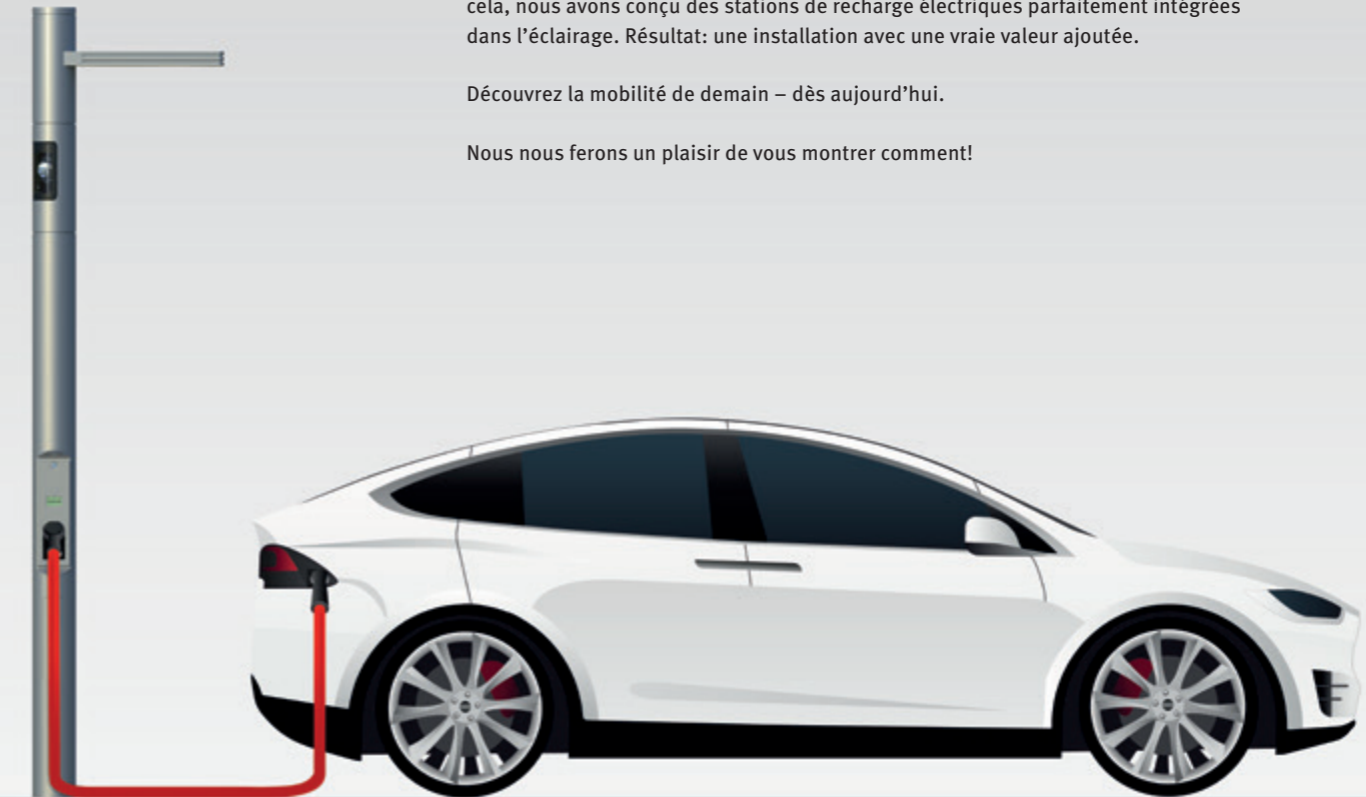 cela, nous avons conçu des stations de recharge électriques parfaitement intégrées
dans l’éclairage. Résultat: une installation avec une vraie valeur ajoutée.
Découvrez la mobilité de demain – dès aujourd’hui.
Nous nous ferons un plaisir de vous montrer comment!